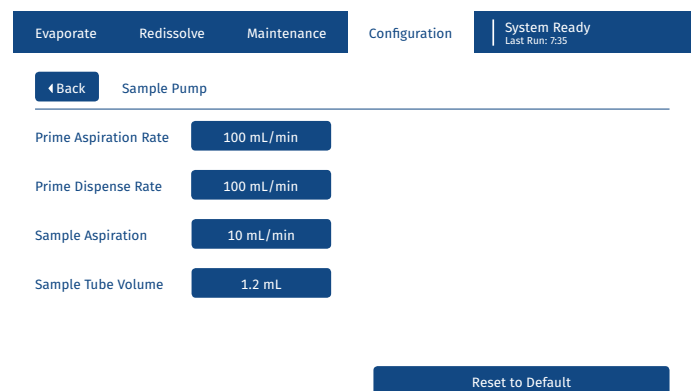 Evaporate Redissolve Maintenance Configuration System Ready
Last Run: 7:35
Back Sample Pump
Prime Aspiration Rate 100 mL/min
Prime Dispense Rate 100 mL/min
Sample Aspiration 10 mL/min
Sample Tube Volume 1.2 mL
Reset to Default